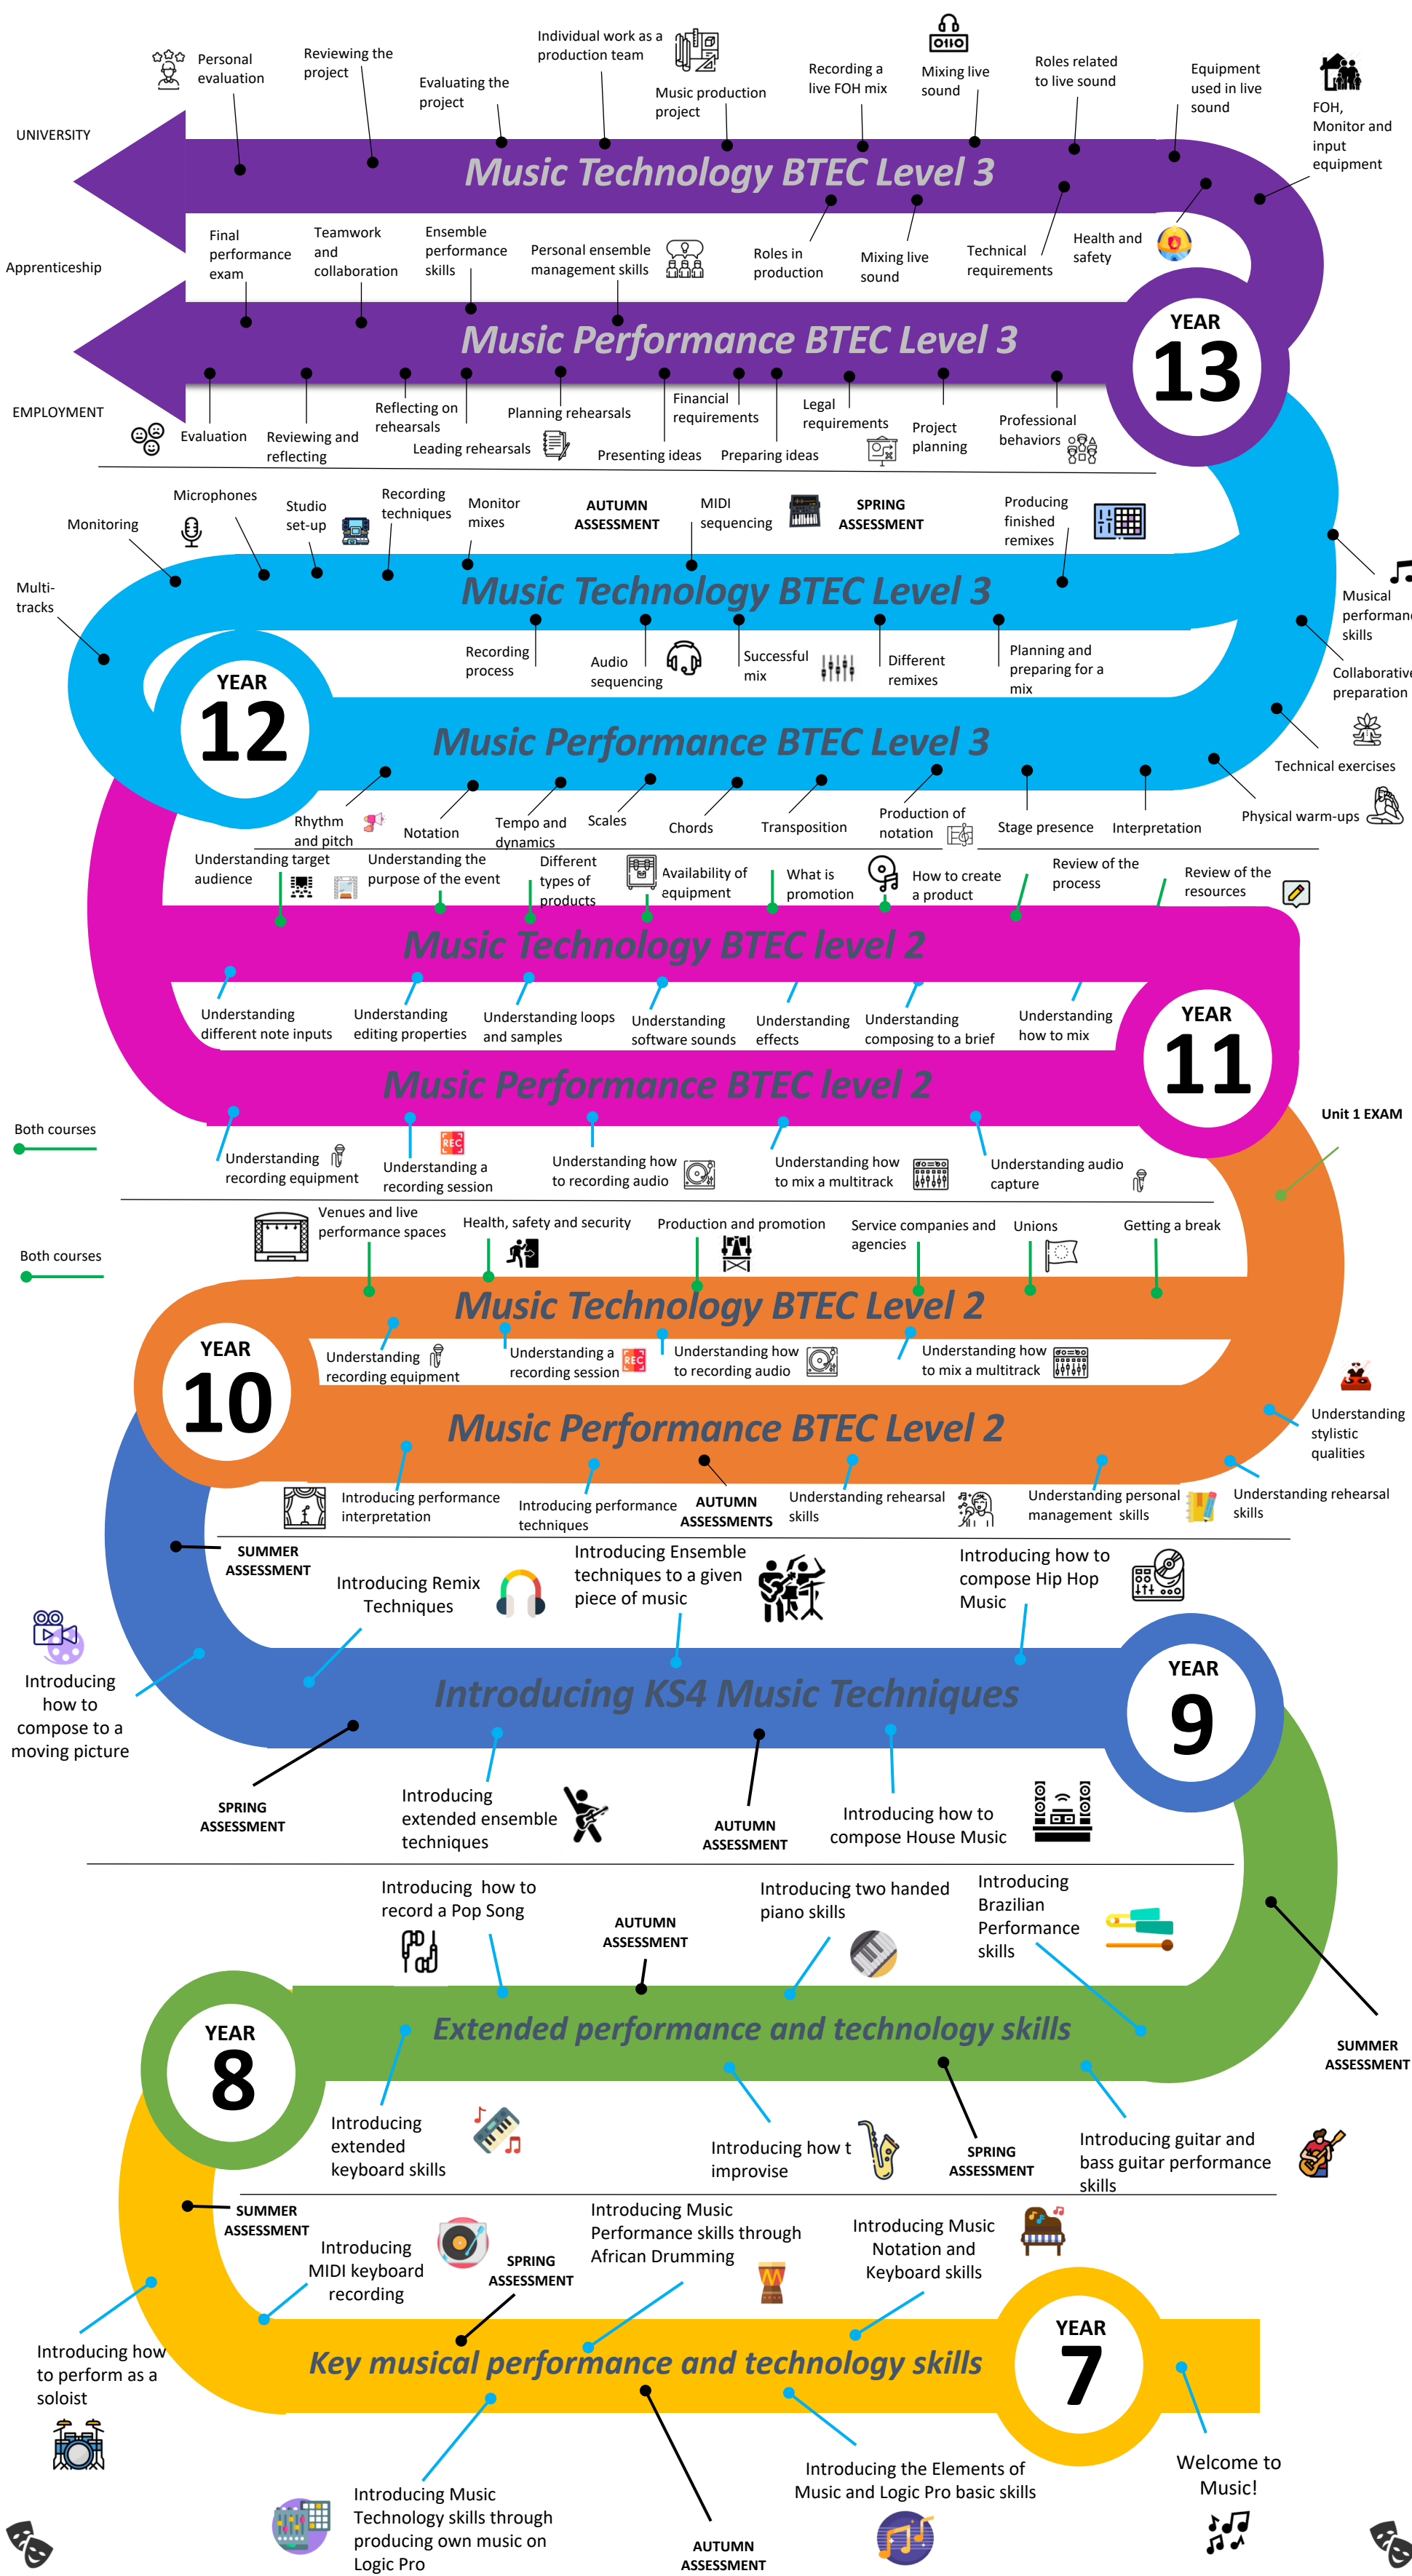 Personal
evaluation
Reviewing the
project
Evaluating the
project
Individual work as a
production team
Music production
project
Recording a
live FOH mix
Mixing live
sound
Roles related
to live sound
Equipment
used in live
sound
FOH,
Monitor and
input
equipment
UNIVERSITY
Music Technology BTEC Level 3
Final
performance
exam
Teamwork
and
collaboration
Ensemble
performance
skills
Personal ensemble
management skills
Roles in
production
Mixing live
sound
Technical
requirements
Health and
safety
Apprenticeship
Music Performance BTEC Level 3
YEAR
13
EMPLOYMENT
Evaluation
Reviewing and
reflecting
Reflecting on
rehearsals
Leading rehearsals
Planning rehearsals
Presenting ideas
Financial
requirements
Preparing ideas
Legal
requirements
Project
planning
Professional
behaviors
Multi-
tracks
Monitoring
Microphones
Studio
set-up
Recording
techniques
Monitor
mixes
AUTUMN
ASSESSMENT
MIDI
sequencing
SPRING
ASSESSMENT
Producing
finished
remixes
Musical
performanc
skills
Music Technology BTEC Level 3
Recording
process
Audio
sequencing
Successful
mix
Different
remixes
Planning and
preparing for a
mix
Collaborative
preparation
YEAR
12
Music Performance BTEC Level 3
Technical exercises
Rhythm
and pitch
Notation
Tempo and
dynamics
Scales
Chords
Transposition
Production of
notation
Stage presence
Interpretation
Physical warm-ups
Understanding target
audience
Understanding the
purpose of the event
Different
types of
products
Availability of
equipment
What is
promotion
How to create
a product
Review of the
process
Review of the
resources
Music Technology BTEC level 2
Understanding
different note inputs
Understanding
editing properties
Understanding loops
and samples
Understanding
software sounds
Understanding
effects
Understanding
composing to a brief
Understanding
how to mix
YEAR
11
Music Performance BTEC level 2
Both courses
Unit 1 EXAM
Understanding
recording equipment
REC
Understanding a
recording session
Understanding how
to recording audio
Understanding how
to mix a multitrack
Understanding audio
capture
Both courses
Venues and live
performance spaces
Health, safety and security
Production and promotion
Service companies and
agencies
Unions
Getting a break
Music Technology BTEC Level 2
YEAR
10
Understanding
recording equipment
Understanding a
recording session
REC
Understanding how
to recording audio
Understanding how
to mix a multitrack
Music Performance BTEC Level 2
Understanding
stylistic
qualities
Introducing performance
interpretation
Introducing performance
techniques
AUTUMN
ASSESSMENTS
Understanding rehearsal
skills
Understanding personal
management skills
Understanding rehearsal
skills
SUMMER
ASSESSMENT
Introducing Remix
Techniques
Introducing Ensemble
techniques to a given
piece of music
Introducing how to
compose Hip Hop
Music
Introducing
how to
compose to a
moving picture
Introducing KS4 Music Techniques
YEAR
9
SPRING
ASSESSMENT
Introducing
extended ensemble
techniques
AUTUMN
ASSESSMENT
Introducing how to
compose House Music
Introducing how to
record a Pop Song
AUTUMN
ASSESSMENT
Introducing two handed
piano skills
Introducing
Brazilian
Performance
skills
YEAR
8
Extended performance and technology skills
SUMMER
ASSESSMENT
Introducing
extended
keyboard skills
Introducing how t
improvise
SPRING
ASSESSMENT
Introducing guitar and
bass guitar performance
skills
SUMMER
ASSESSMENT
Introducing
MIDI keyboard
recording
SPRING
ASSESSMENT
Introducing Music
Performance skills through
African Drumming
Introducing Music
Notation and
Keyboard skills
Introducing how
to perform as a
soloist
Key musical performance and technology skills
YEAR
7
Introducing Music
Technology skills through
producing own music on
Logic Pro
AUTUMN
ASSESSMENT
Introducing the Elements of
Music and Logic Pro basic skills
Welcome to
Music!